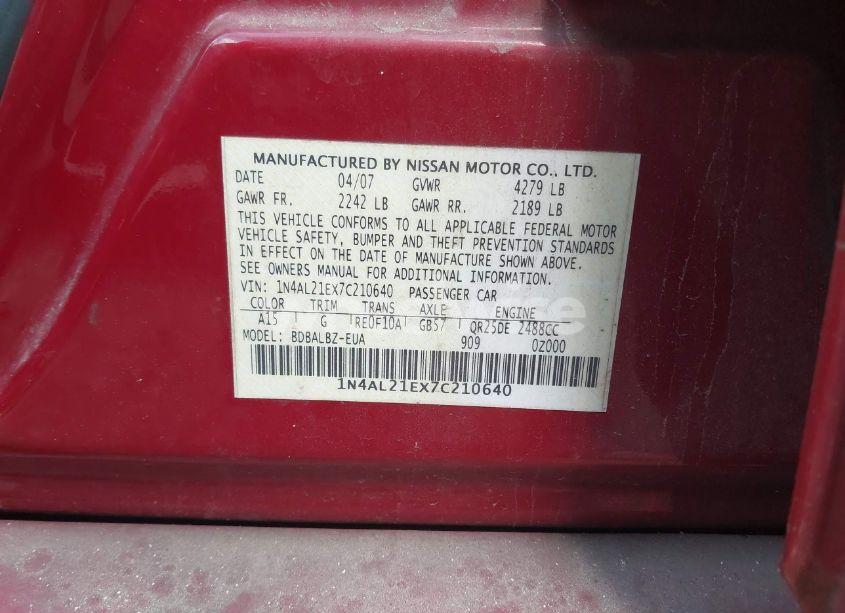 MANUFACTURED BY NISSAN MOTOR CO., LTD.
DATE 04/07 GVWR 4279 LB
GAWR FR. 2242 LB GAWR RR. 2189 LB
THIS VEHICLE CONFORMS TO ALL APPLICABLE FEDERAL MOTOR
VEHICLE SAFETY, BUMPER AND THEFT PREVENTION STANDARDS
IN EFFECT ON THE DATE OF MANUFACTURE SHOWN ABOVE.
SEE OWNERS MANUAL FOR ADDITIONAL INFORMATION.
VIN: 1N4AL21EX7C210640 PASSENGER CAR
COLOR TRIM TRANS AXLE ENGINE
A15 G RE0F10A GB57 QR25DE 2488CC
MODEL: BDBALBZ-EUA 909 0Z000
1N4AL21EX7C210640